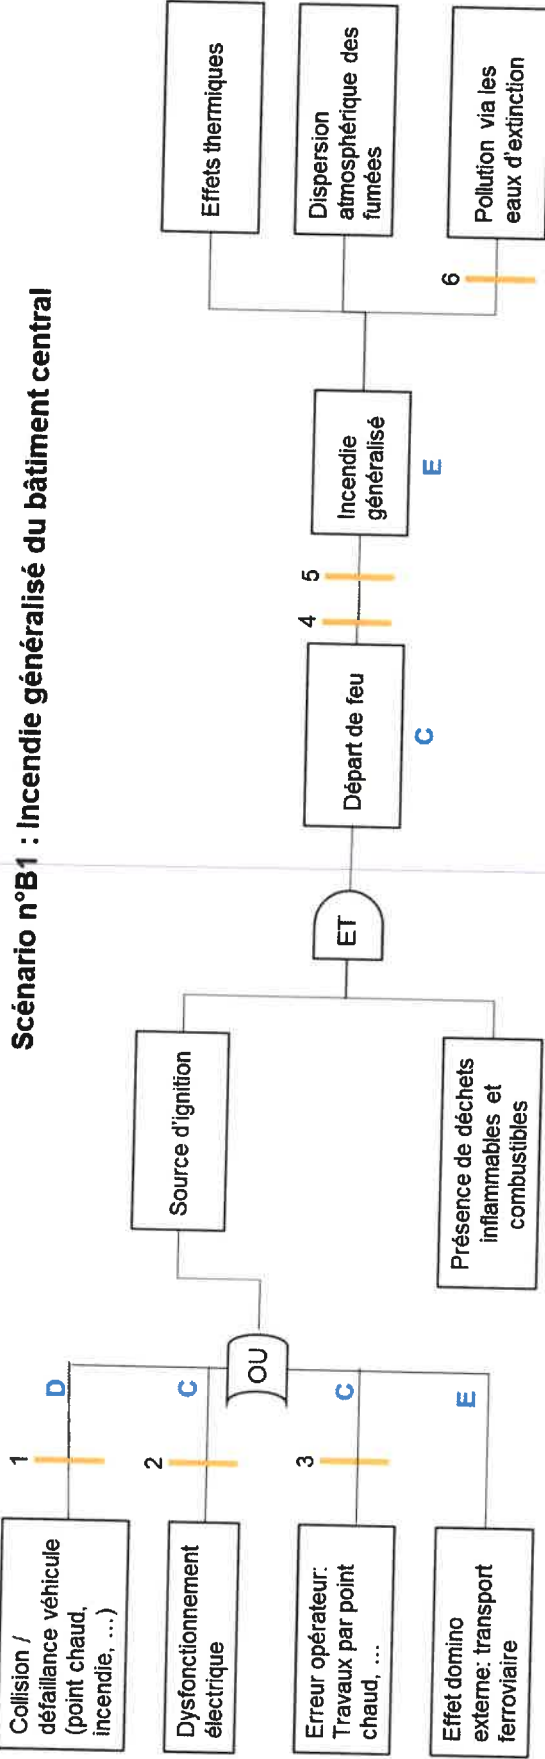 Scénario n°B1 : Incendie généralisé du bâtiment central
Collision /
défaillance véhicule
(point chaud,
incendie, ...)
1
D
Dysfonctionnement
électrique
2
C
Erreur opérateur:
Travaux par point
chaud, ...
3
C
Effet domino
externe: transport
ferroviaire
E
OU
Source d'ignition
Présence de déchets
inflammables et
combustibles
ET
Départ de feu
C
4
5
Incendie
généralisé
E
Effets thermiques
Dispersion
atmosphérique des
fumées
6
Pollution via les
eaux d'extinction